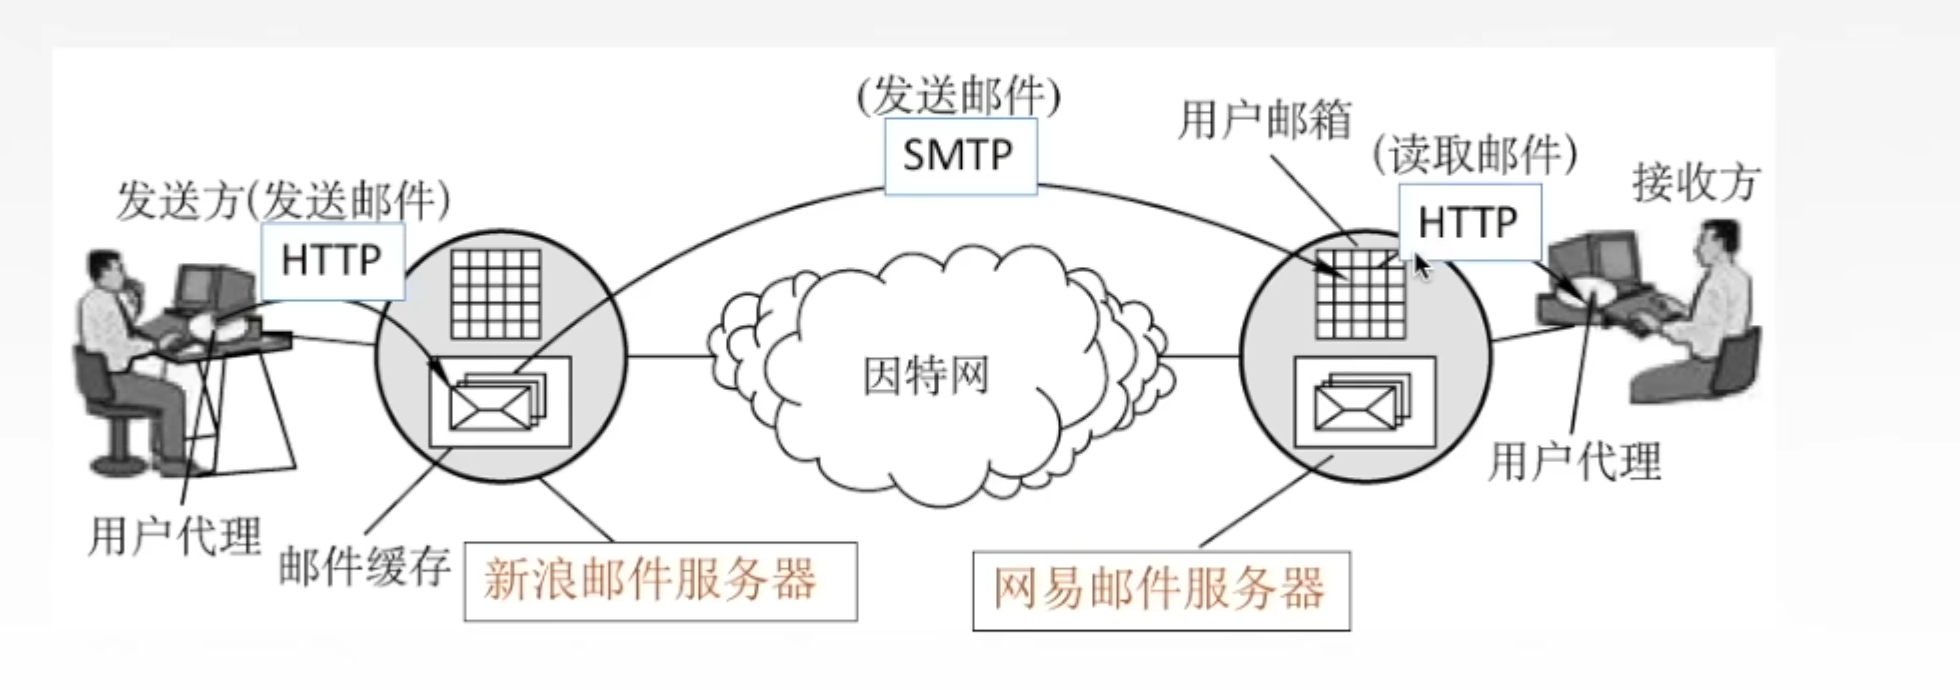 (发送邮件)
SMTP
用户邮箱
(读取邮件)
HTTP
接收方
发送方(发送邮件)
HTTP
因特网
用户代理
用户代理
邮件缓存
新浪邮件服务器
网易邮件服务器